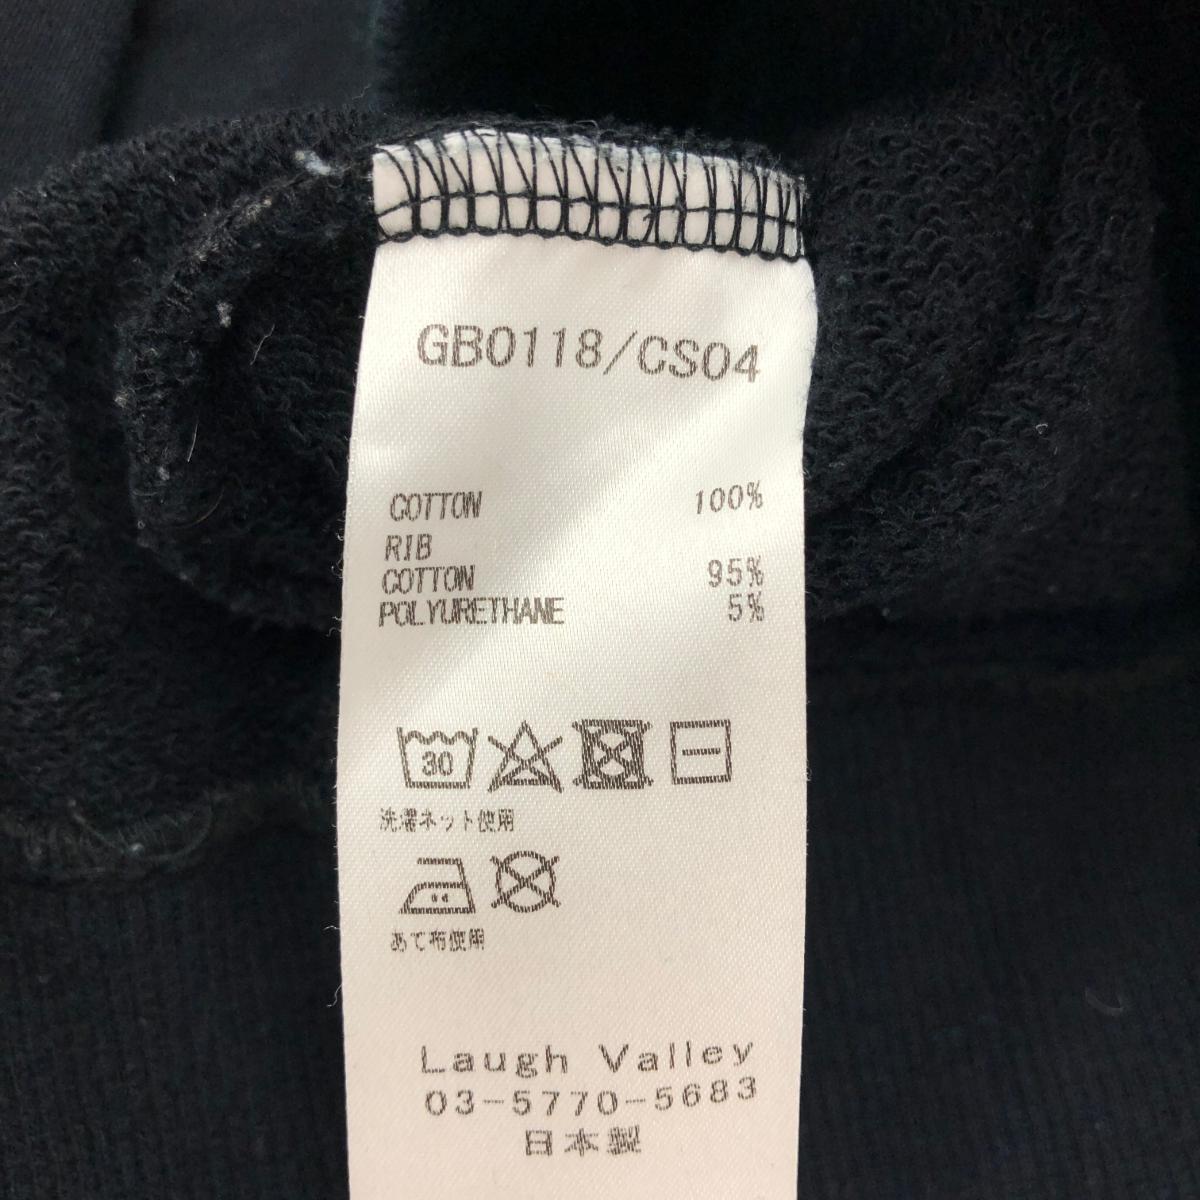 GB0118/CS04
COTTON 100%
RIB
COTTON 95%
POLYURETHANE 5%
30
洗濯ネット使用
あて布使用
Laugh Valley
03-5770-5683
日本製